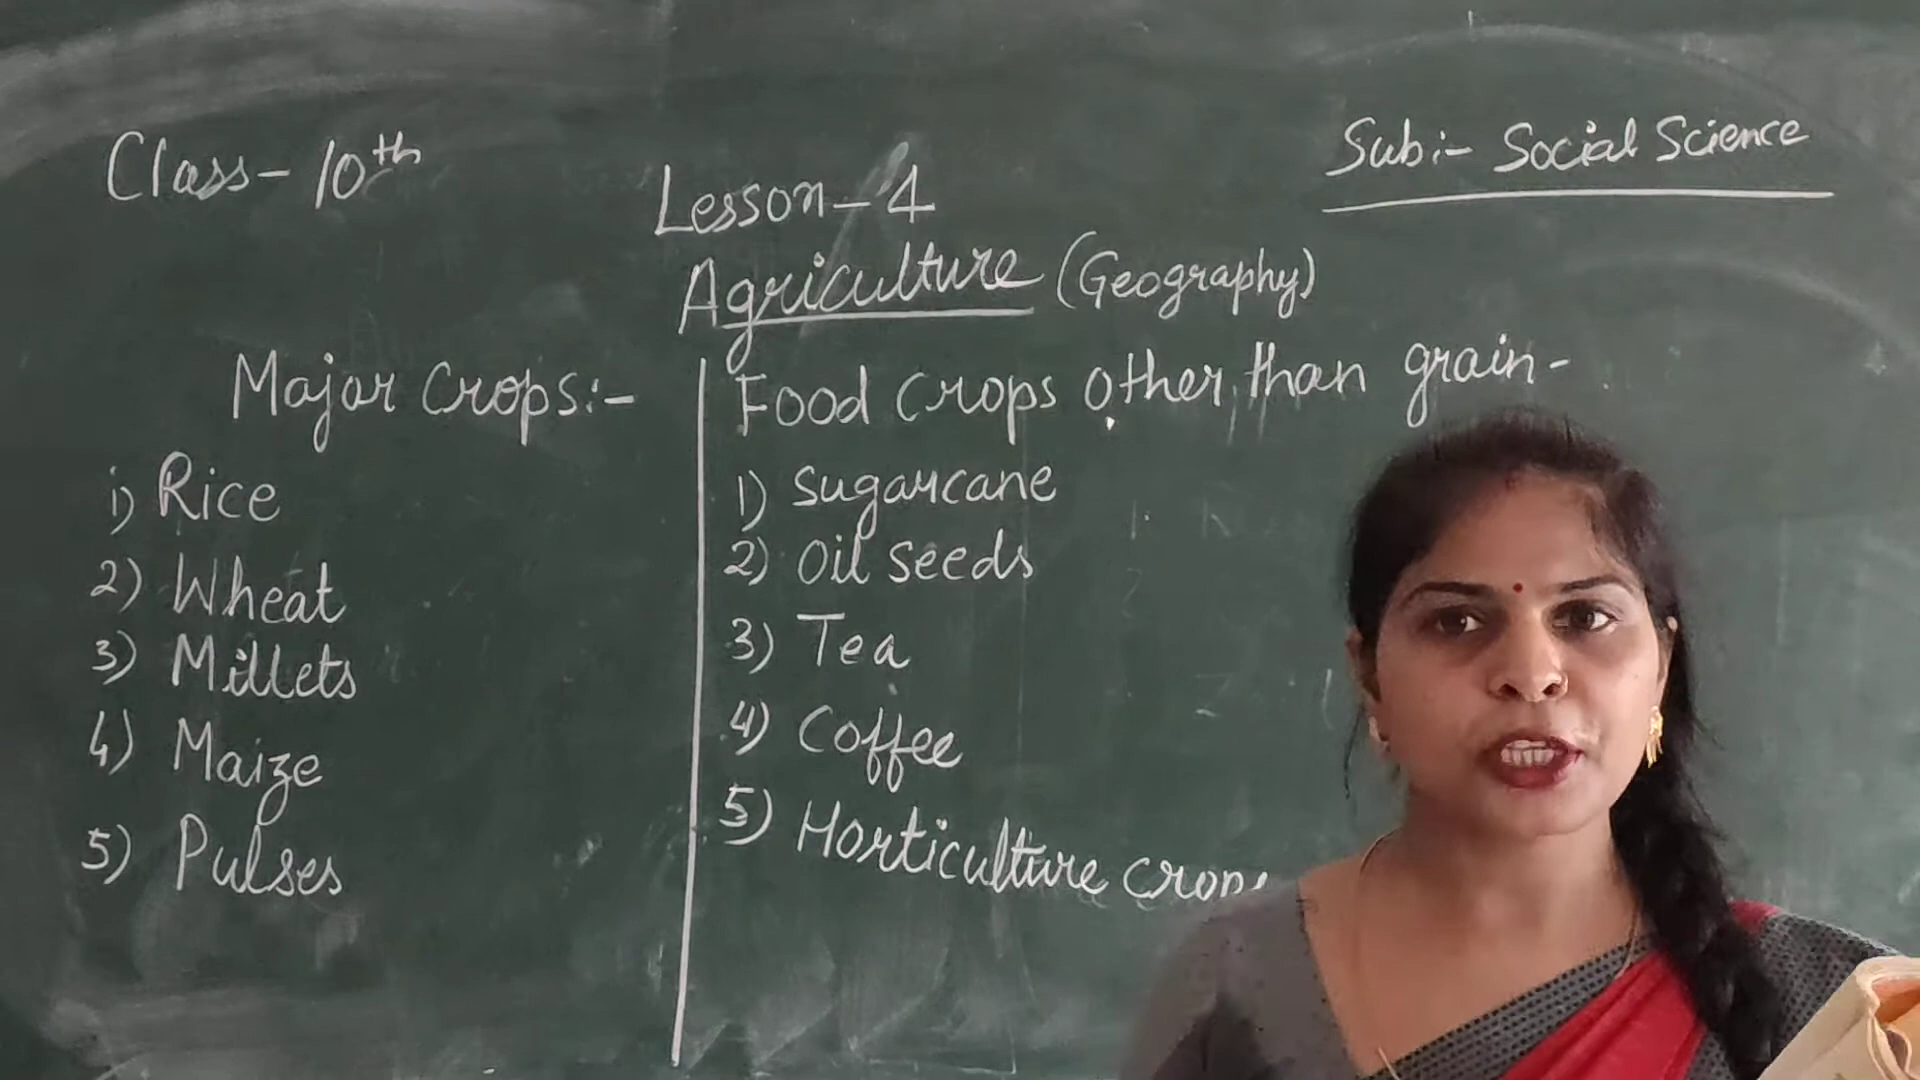 Class- 10th
Sub:- Social Science
Lesson-4
Agriculture (Geography)
Major Crops:-
i) Rice
2) Wheat
3) Millets
4) Maize
5) Pulses
Food crops other than grain-
1) Sugarcane
2) Oil seeds
3) Tea
4) Coffee
5) Horticulture crops